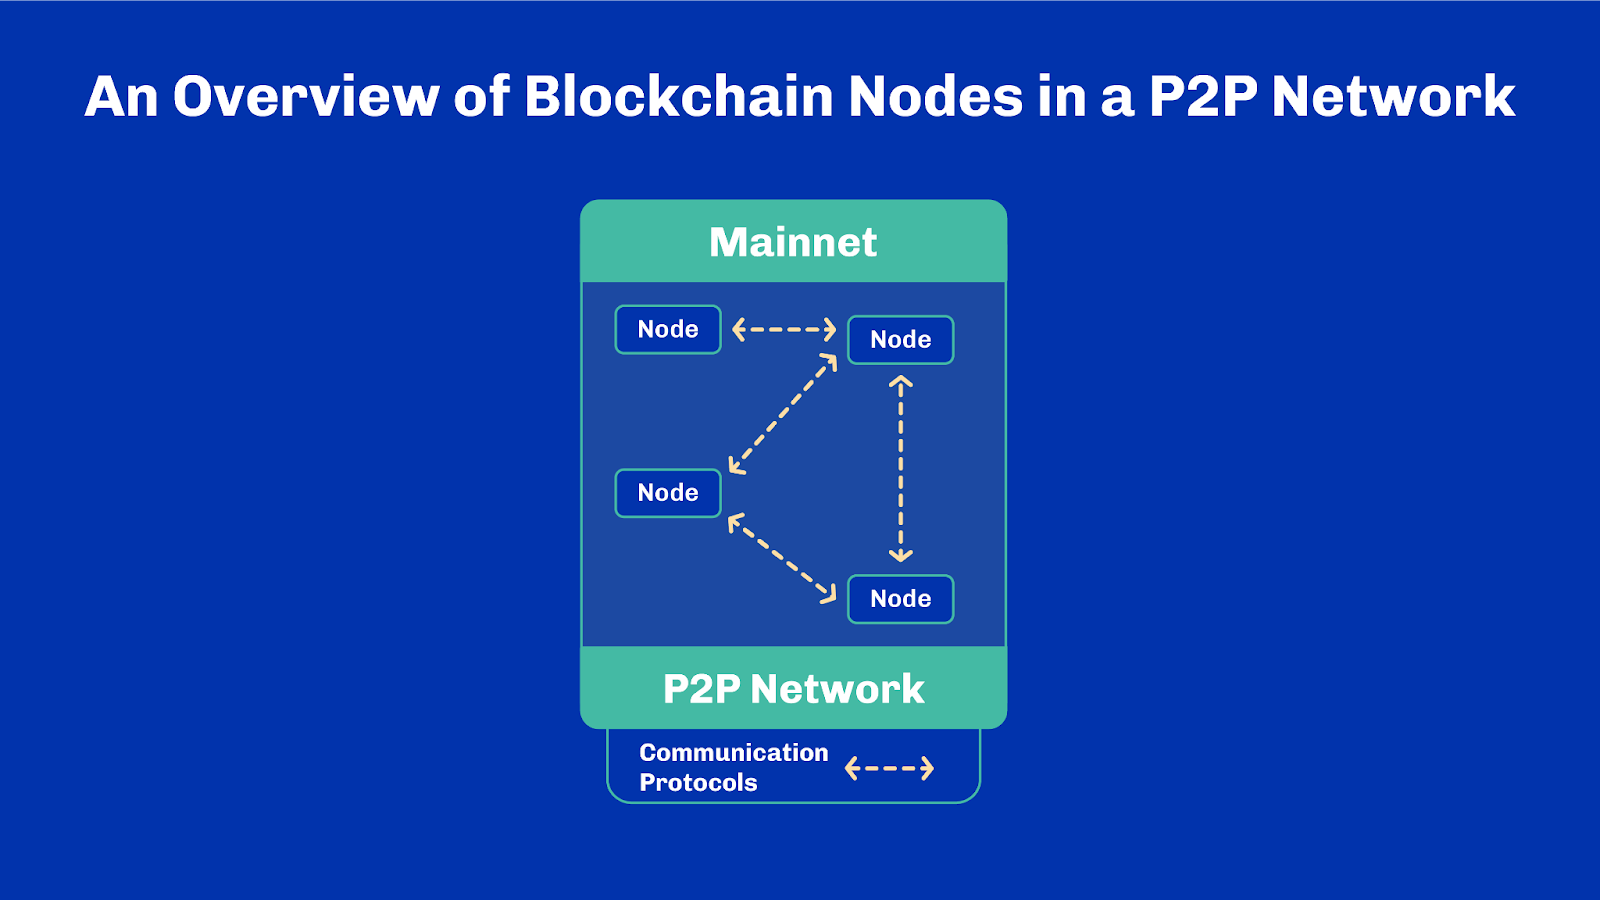 An Overview of Blockchain Nodes in a P2P Network
Mainnet
Node
Node
Node
Node
P2P Network
Communication
Protocols